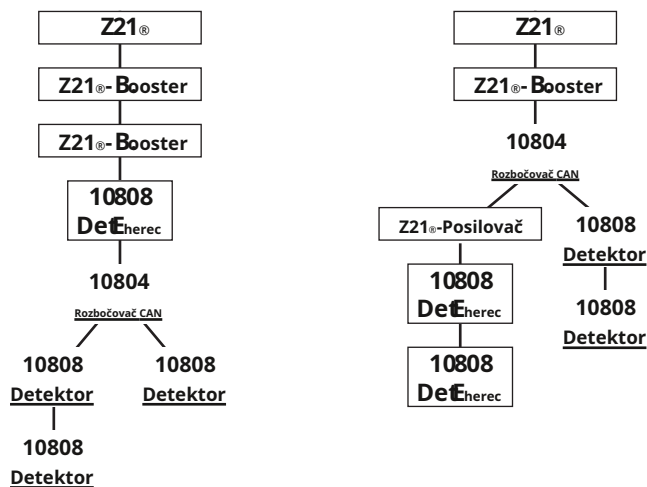 Z21®
Z21®-Booster
Z21®-Booster
10808
DetEherec
10804
Rozbočovač CAN
10808
Detektor
10808
Detektor
10808
Detektor
Z21®
Z21®-Booster
10804
Rozbočovač CAN
Z21®-Posilovač
10808
DetEherec
10808
DetEherec
10808
Detektor
10808
Detektor